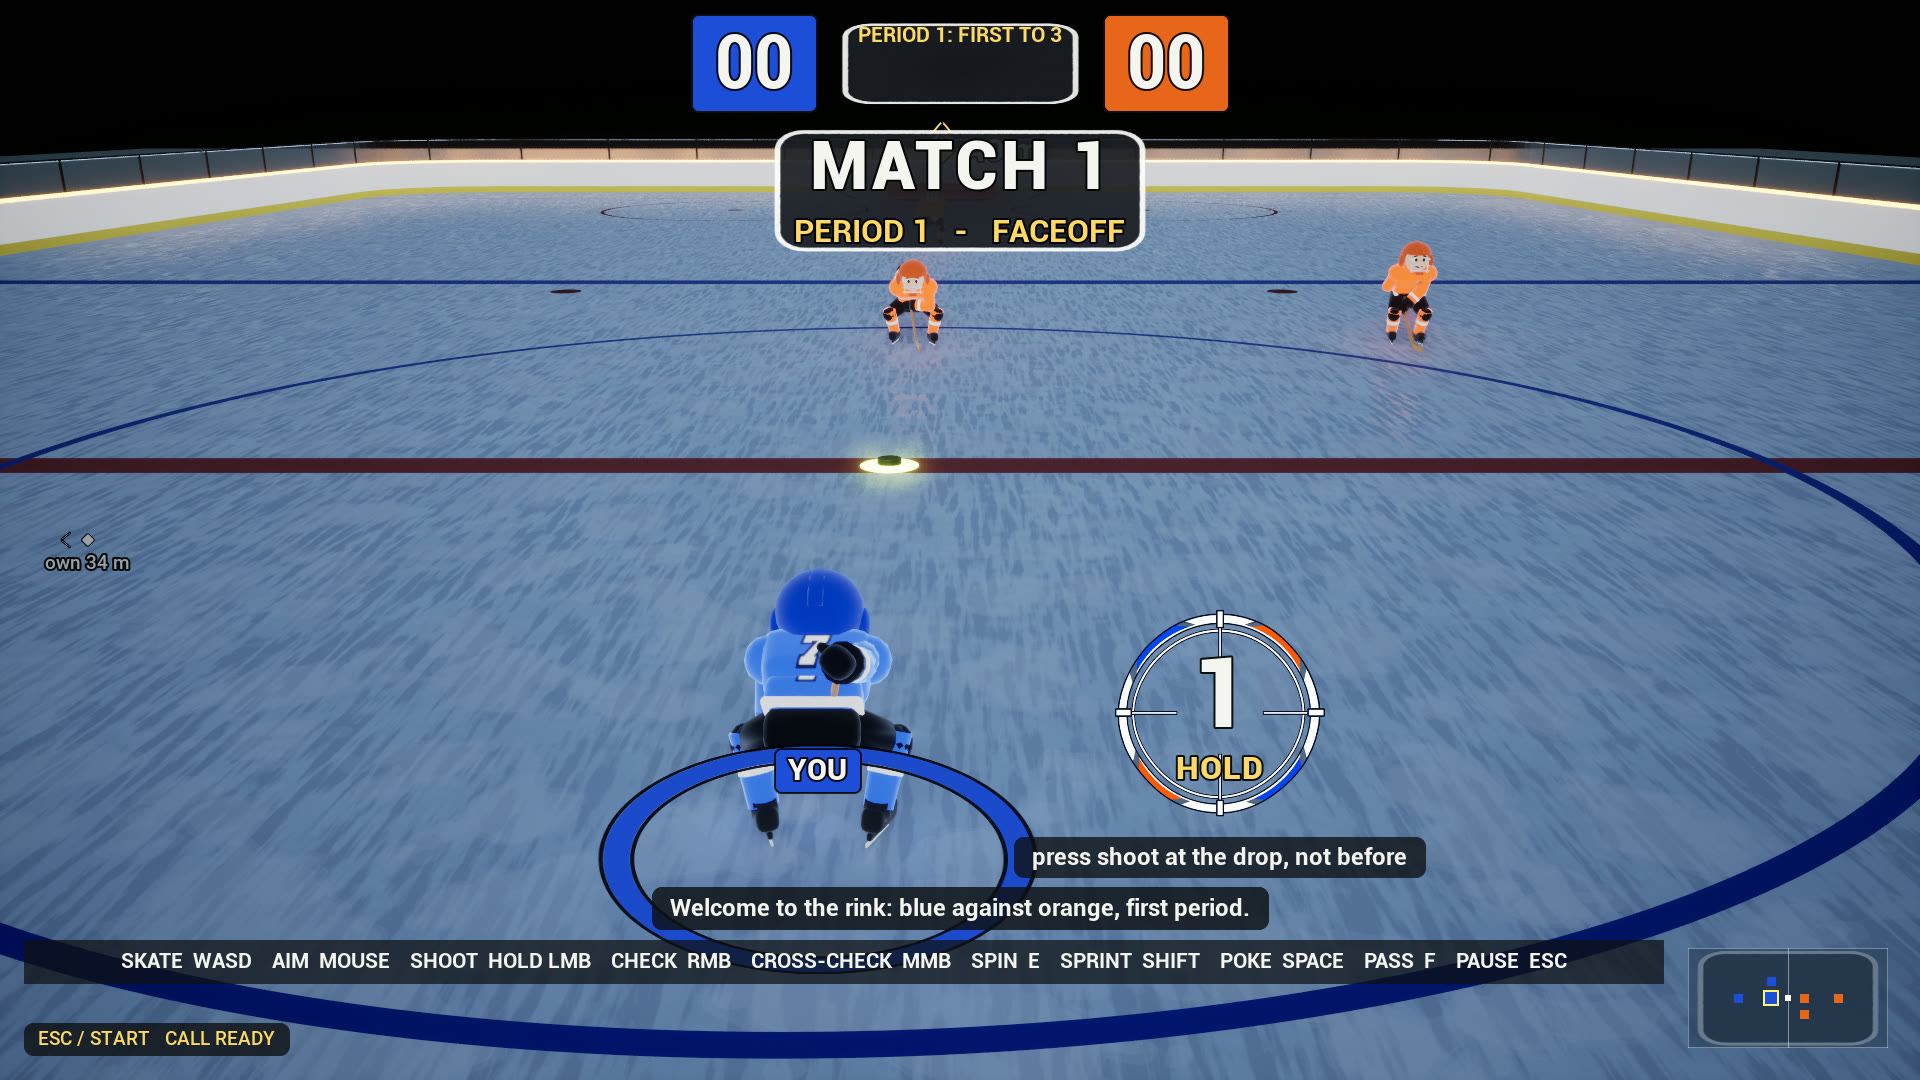 00
PERIOD 1: FIRST TO 3
00
MATCH 1
PERIOD 1 - FACEOFF
own 34 m
7
1
HOLD
YOU
press shoot at the drop, not before
Welcome to the rink: blue against orange, first period.
SKATE WASD AIM MOUSE SHOOT HOLD LMB CHECK RMB CROSS-CHECK MMB SPIN E SPRINT SHIFT POKE SPACE PASS F PAUSE ESC
ESC / START CALL READY